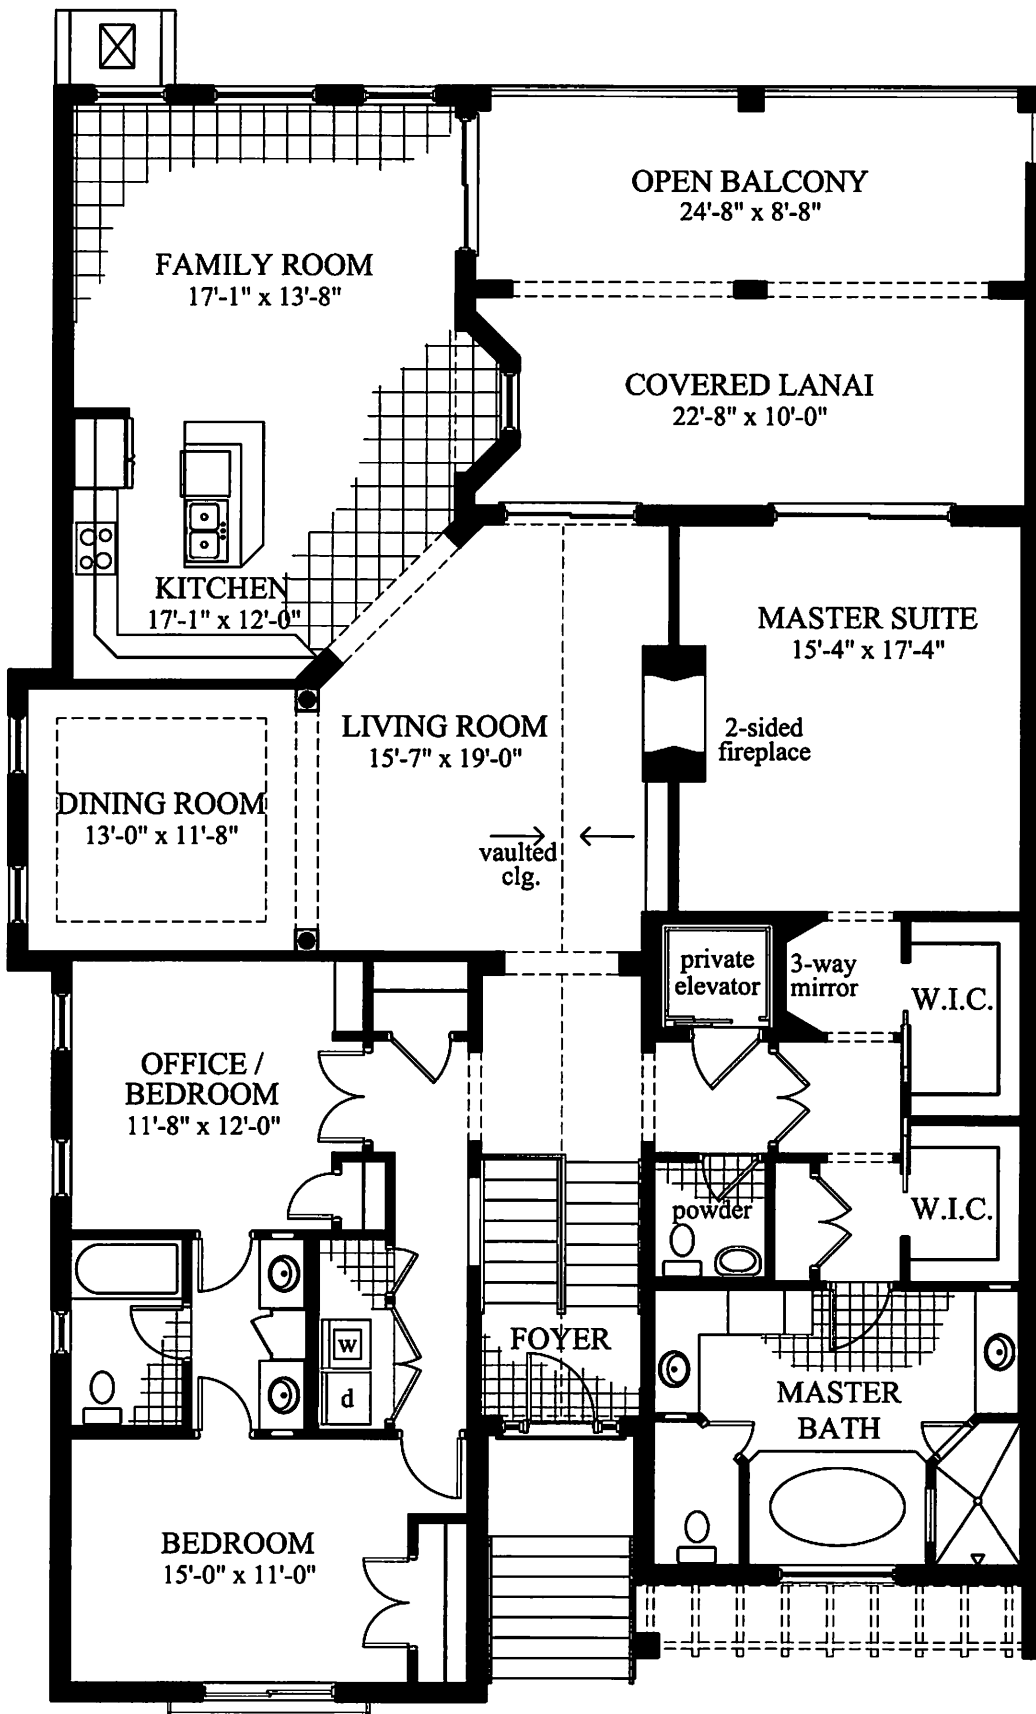 OPEN BALCONY
24'-8" x 8'-8"
FAMILY ROOM
17'-1" x 13'-8"
COVERED LANAI
22'-8" x 10'-0"
KITCHEN
17'-1" x 12'-0"
MASTER SUITE
15'-4" x 17'-4"
LIVING ROOM
15'-7" x 19'-0"
2-sided
fireplace
DINING ROOM
13'-0" x 11'-8"
vaulted
clg.
private
elevator
3-way
mirror
W.I.C.
OFFICE /
BEDROOM
11'-8" x 12'-0"
powder
W.I.C.
FOYER
w
d
MASTER
BATH
BEDROOM
15'-0" x 11'-0"